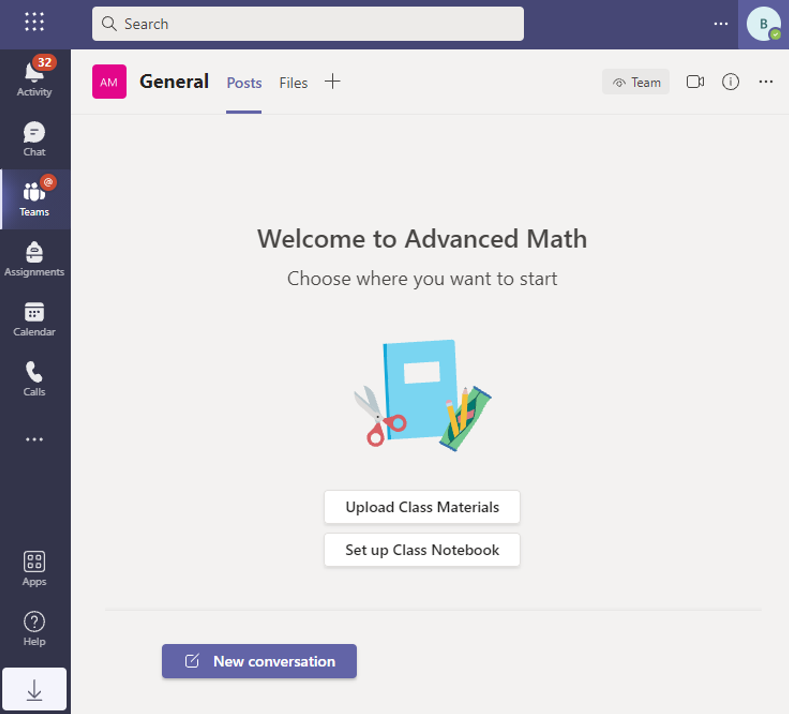 Search
B
32
Activity
Chat
@
Teams
Assignments
Calendar
Calls
Apps
Help
AM
General
Posts
Files
Team
Welcome to Advanced Math
Choose where you want to start
Upload Class Materials
Set up Class Notebook
New conversation